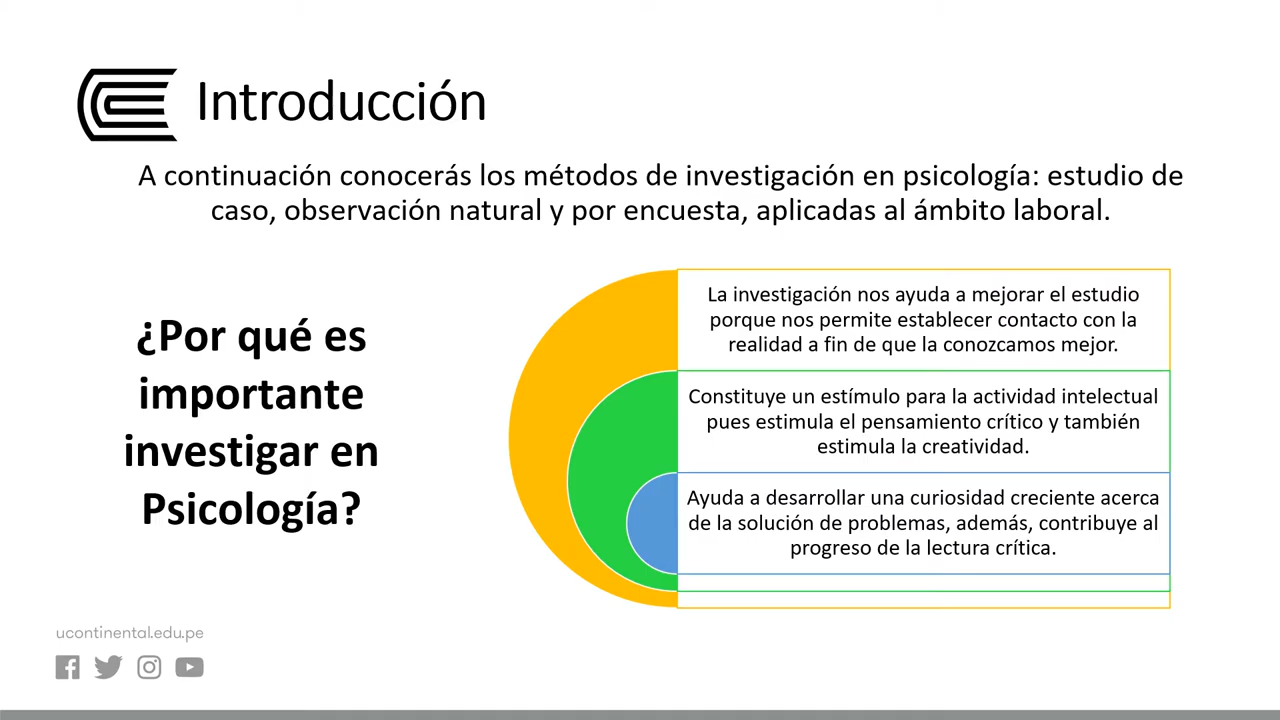 Introducción
A continuación conocerás los métodos de investigación en psicología: estudio de
caso, observación natural y por encuesta, aplicadas al ámbito laboral.
¿Por qué es
importante
investigar en
Psicología?
La investigación nos ayuda a mejorar el estudio
porque nos permite establecer contacto con la
realidad a fin de que la conozcamos mejor.
Constituye un estímulo para la actividad intelectual
pues estimula el pensamiento crítico y también
estimula la creatividad.
Ayuda a desarrollar una curiosidad creciente acerca
de la solución de problemas, además, contribuye al
progreso de la lectura crítica.
ucontinental.edu.pe